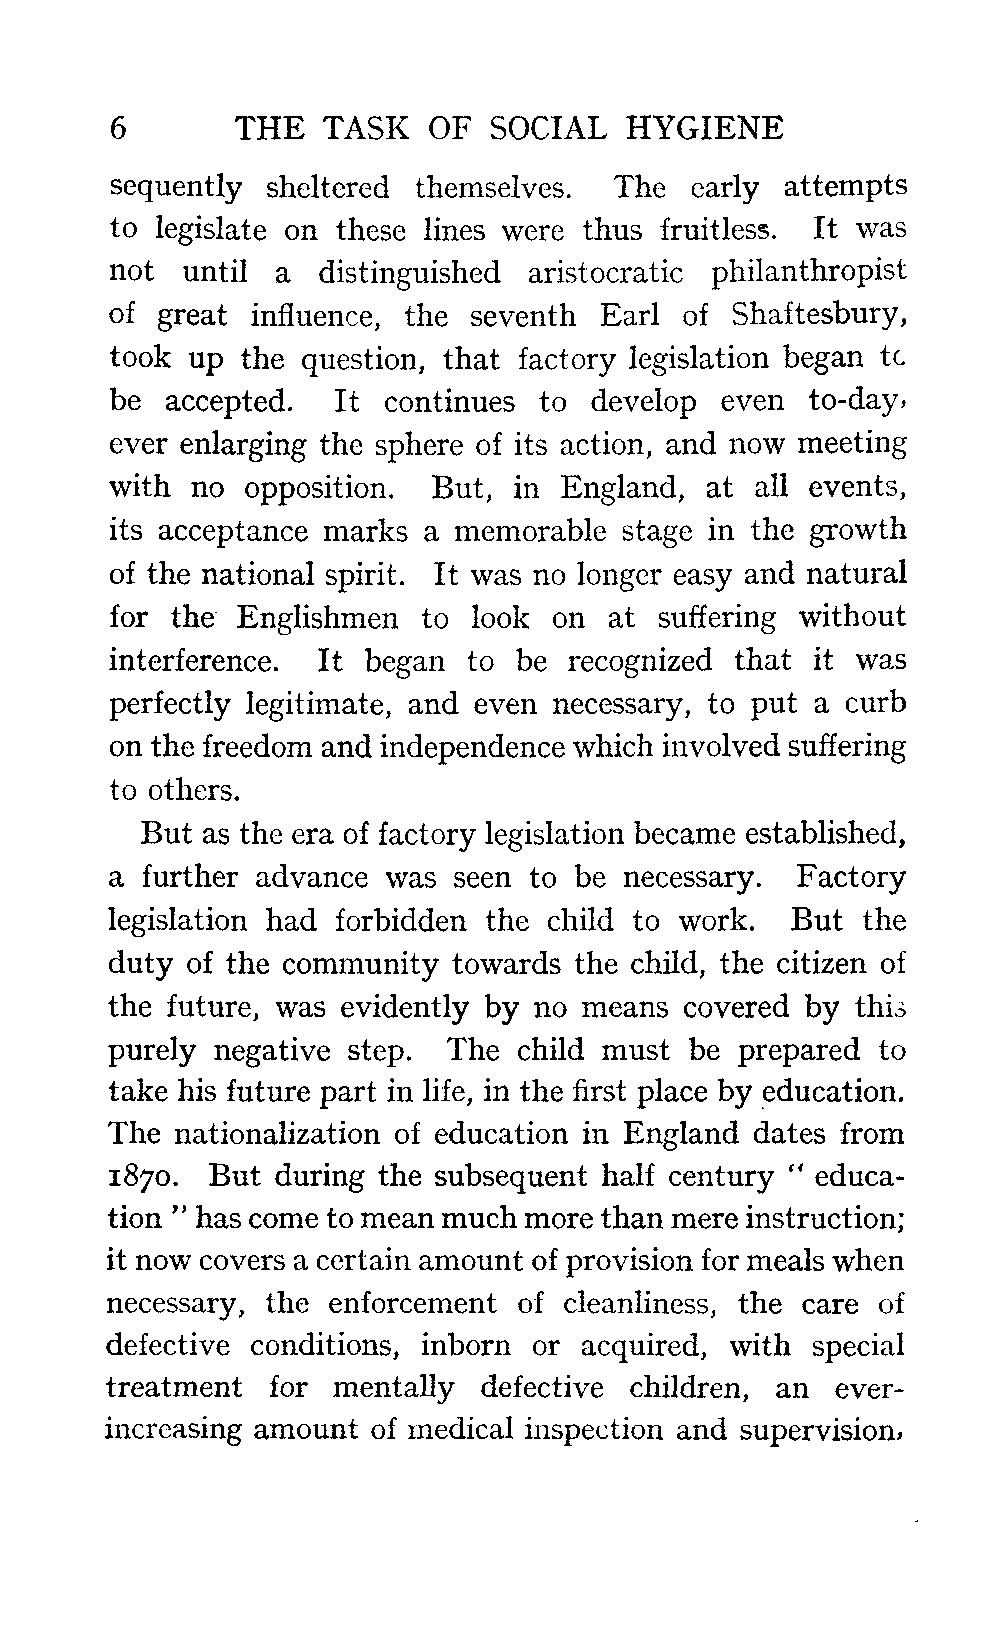 6 THE TASK OF SOCIAL HYGIENE
sequently sheltered themselves. The early attempts
to legislate on these lines were thus fruitless. It was
not until a distinguished aristocratic philanthropist
of great influence, the seventh Earl of Shaftesbury,
took up the question, that factory legislation began to
be accepted. It continues to develop even to-day,
ever enlarging the sphere of its action, and now meeting
with no opposition. But, in England, at all events,
its acceptance marks a memorable stage in the growth
of the national spirit. It was no longer easy and natural
for the Englishmen to look on at suffering without
interference. It began to be recognized that it was
perfectly legitimate, and even necessary, to put a curb
on the freedom and independence which involved suffering
to others.
But as the era of factory legislation became established,
a further advance was seen to be necessary. Factory
legislation had forbidden the child to work. But the
duty of the community towards the child, the citizen of
the future, was evidently by no means covered by this
purely negative step. The child must be prepared to
take his future part in life, in the first place by education.
The nationalization of education in England dates from
1870. But during the subsequent half century " educa-
tion " has come to mean much more than mere instruction;
it now covers a certain amount of provision for meals when
necessary, the enforcement of cleanliness, the care of
defective conditions, inborn or acquired, with special
treatment for mentally defective children, an ever-
increasing amount of medical inspection and supervision,